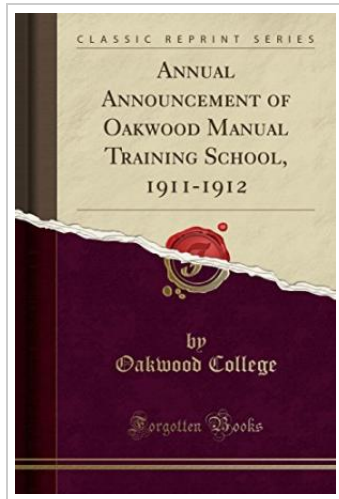 CLASSIC REPRINT SERIES
ANNUAL
ANNOUNCEMENT OF
OAKWOOD MANUAL
TRAINING SCHOOL,
1911-1912
by
Oakwood College
Forgotten Books